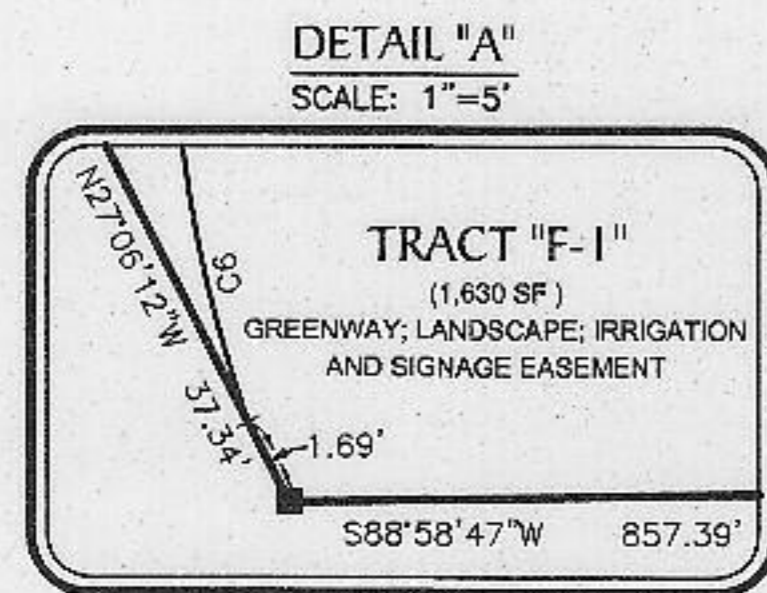 DETAIL "A"
SCALE: 1"=5'
N27°06'12"W
37.34'
C6
TRACT "F-1"
(1,630 SF )
GREENWAY; LANDSCAPE; IRRIGATION
AND SIGNAGE EASEMENT
1.69'
S88°58'47"W 857.39'